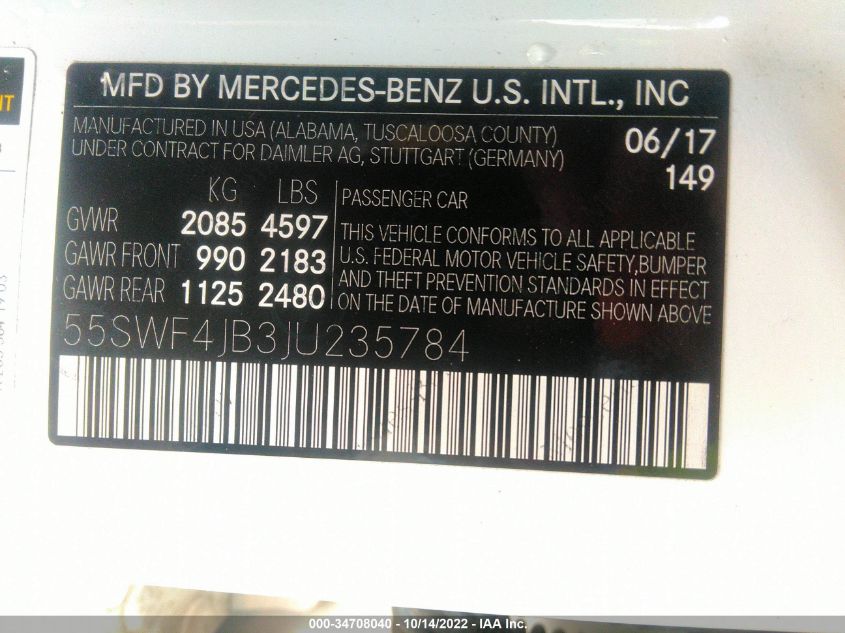 MFD BY MERCEDES-BENZ U.S. INTL., INC
MANUFACTURED IN USA (ALABAMA, TUSCALOOSA COUNTY)
UNDER CONTRACT FOR DAIMLER AG, STUTTGART (GERMANY)
06/17
149
KG LBS
GVWR 2085 4597
GAWR FRONT 990 2183
GAWR REAR 1125 2480
PASSENGER CAR
THIS VEHICLE CONFORMS TO ALL APPLICABLE
U.S. FEDERAL MOTOR VEHICLE SAFETY,BUMPER
AND THEFT PREVENTION STANDARDS IN EFFECT
ON THE DATE OF MANUFACTURE SHOWN ABOVE
55SWF4JB3JU235784
000-34708040 - 10/14/2022 - IAA Inc.